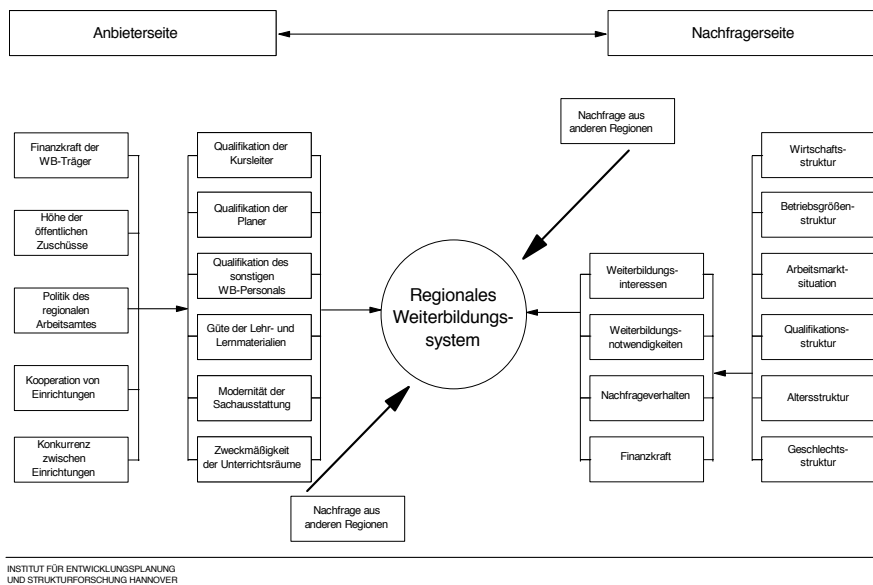 Anbieterseite
Nachfragerseite
Finanzkraft der
WB-Träger
Höhe der
öffentlichen
Zuschüsse
Politik des
regionalen
Arbeitsamtes
Kooperation von
Einrichtungen
Konkurrenz
zwischen
Einrichtungen
Qualifikation der
Kursleiter
Qualifikation der
Planer
Qualifikation des
sonstigen
WB-Personals
Güte der Lehr- und
Lernmaterialien
Modernität der
Sachausstattung
Zweckmäßigkeit
der Unterrichtsräume
Nachfrage aus
anderen Regionen
Regionales
Weiterbildungs-
system
Nachfrage aus
anderen Regionen
Weiterbildungs-
interessen
Weiterbildungs-
notwendigkeiten
Nachfrageverhalten
Finanzkraft
Wirtschafts-
struktur
Betriebsgrößen-
struktur
Arbeitsmarkt-
situation
Qualifikations-
struktur
Altersstruktur
Geschlechts-
struktur
INSTITUT FÜR ENTWICKLUNGSPLANUNG
UND STRUKTURFORSCHUNG HANNOVER